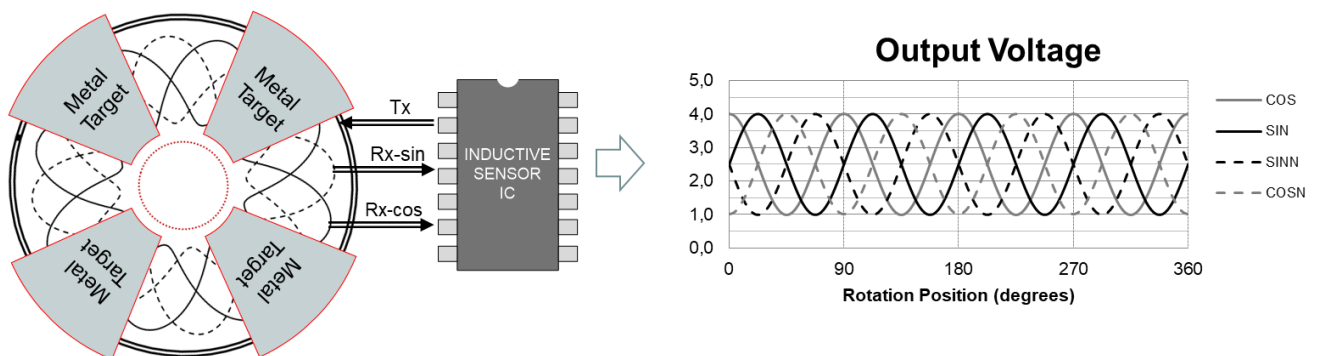 Metal
Target
Metal
Target
Metal
Target
Metal
Target
Tx
Rx-sin
Rx-cos
INDUCTIVE
SENSOR
IC
Output Voltage
5,0
4,0
3,0
2,0
1,0
0,0
0
90
180
270
360
Rotation Position (degrees)
COS
SIN
SINN
COSN